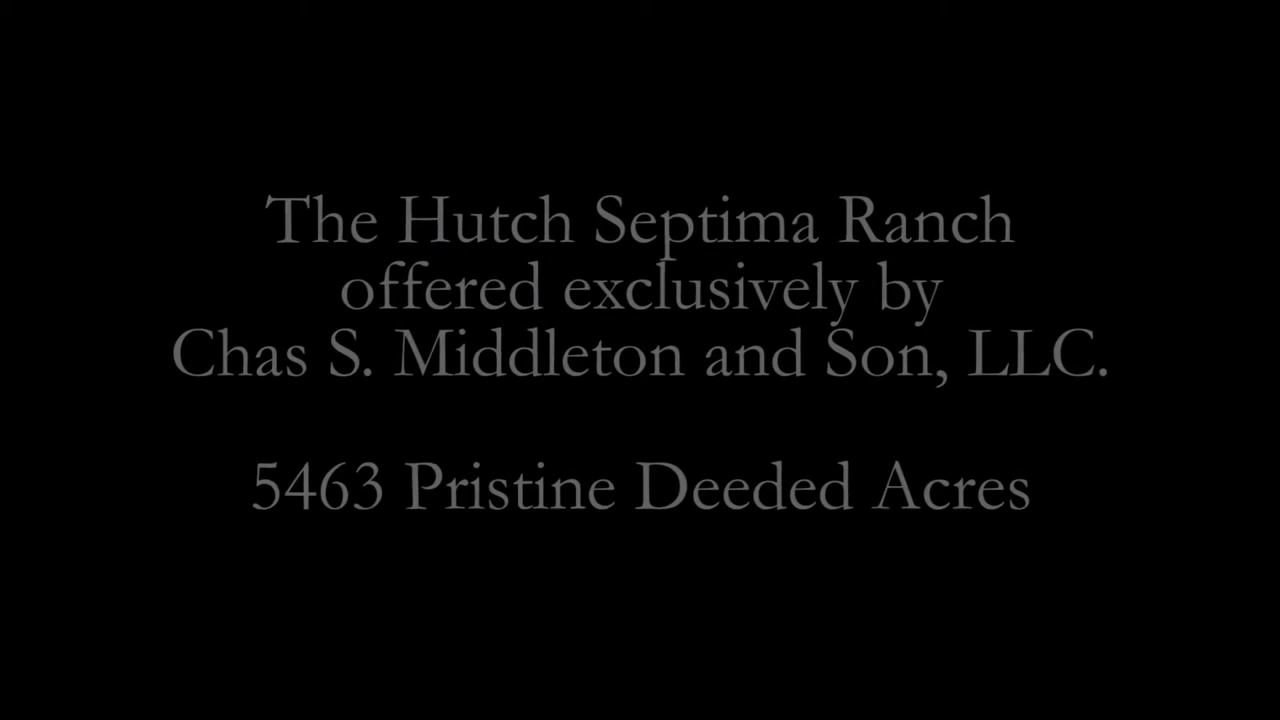 The Hutch Septima Ranch
offered exclusively by
Chas S. Middleton and Son, LLC.
5463 Pristine Deeded Acres